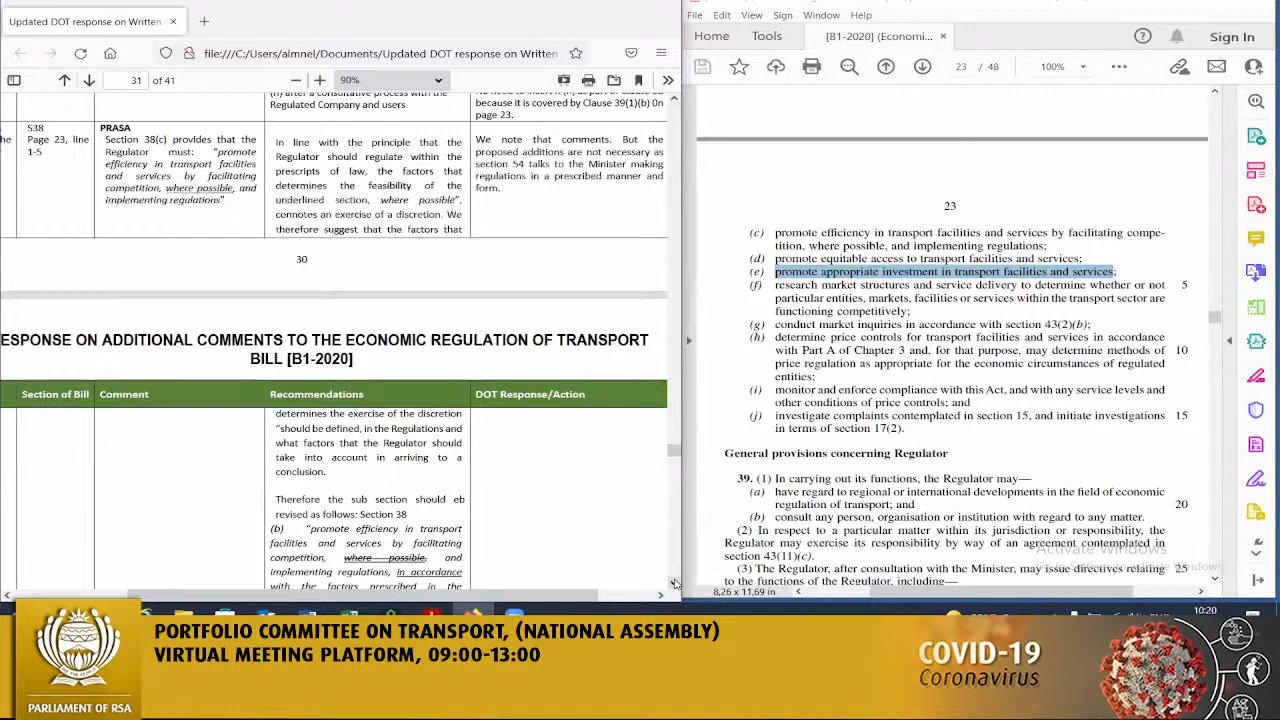 Updated DOT response on Written
file:///C:/Users/almnel/Documents/Updated DOT response on Written
31 of 41
90%
(h) after a consultative process with the
Regulated Company and users
because it is covered by Clause 39(1)(b) 0n
page 23.
S38
Page 23, line
1-5
PRASA
Section 38(c) provides that the
Regulator must: "promote
efficiency in transport facilities
and services by facilitating
competition, where possible, and
implementing regulations"
In line with the principle that
the Regulator should regulate within the
prescripts of law, the factors that
determines the feasibility of the
underlined section, where possible",
connotes an exercise of a discretion. We
therefore suggest that the factors that
We note that comments. But the
proposed additions are not necessary as
section 54 talks to the Minister making
regulations in a prescribed manner and
form.
30
ESPONSE ON ADDITIONAL COMMENTS TO THE ECONOMIC REGULATION OF TRANSPORT
BILL [B1-2020]
Section of Bill
Comment
Recommendations
DOT Response/Action
determines the exercise of the discretion
"should be defined, in the Regulations and
what factors that the Regulator should
take into account in arriving to a
conclusion.
Therefore the sub section should eb
revised as follows: Section 38
(b) "promote efficiency in transport
facilities and services by facilitating
competition, where possible, and
implementing regulations, in accordance
with the factors prescribed in the
File Edit View Sign Window Help
Home Tools [B1-2020] (Economi...
Sign In
23 / 48
100%
23
(c) promote efficiency in transport facilities and services by facilitating compe-
tition, where possible, and implementing regulations;
(d) promote equitable access to transport facilities and services;
(e) promote appropriate investment in transport facilities and services;
(f) research market structures and service delivery to determine whether or not 5
particular entities, markets, facilities or services within the transport sector are
functioning competitively;
(g) conduct market inquiries in accordance with section 43(2)(b);
(h) determine price controls for transport facilities and services in accordance
with Part A of Chapter 3 and, for that purpose, may determine methods of 10
price regulation as appropriate for the economic circumstances of regulated
entities;
(i) monitor and enforce compliance with this Act, and with any service levels and
other conditions of price controls; and
(j) investigate complaints contemplated in section 15, and initiate investigations 15
in terms of section 17(2).
General provisions concerning Regulator
39. (1) In carrying out its functions, the Regulator may—
(a) have regard to regional or international developments in the field of economic
regulation of transport; and 20
(b) consult any person, organisation or institution with regard to any matter.
(2) In respect to a particular matter within its jurisdiction or responsibility, the
Regulator may exercise its responsibility by way of an agreement contemplated in
section 43(11)(c).
(3) The Regulator, after consultation with the Minister, may issue directives relating 25
to the functions of the Regulator, including—
Activate Windows
8,26 x 11,69 in
10:20
PORTFOLIO COMMITTEE ON TRANSPORT, (NATIONAL ASSEMBLY)
VIRTUAL MEETING PLATFORM, 09:00-13:00
PARLIAMENT OF RSA
COVID-19
Coronavirus